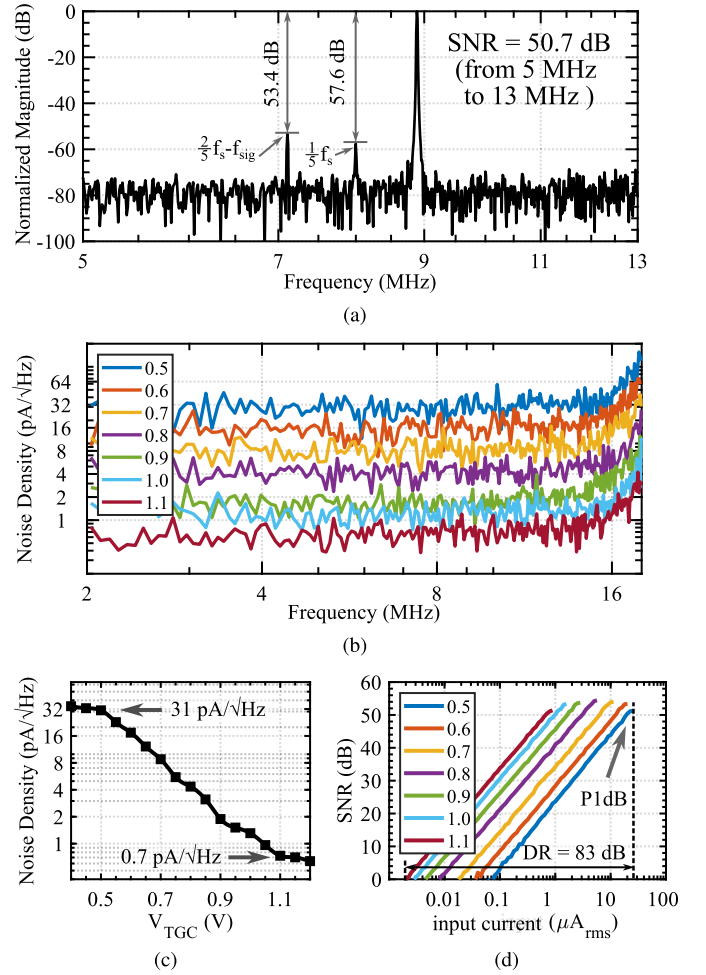 0
-20
-40
-60
-80
-100
Normalized Magnitude (dB)
53.4 dB
57.6 dB
SNR = 50.7 dB
(from 5 MHz
to 13 MHz )
2/5 fs-fsig
1/5 fs
5 7 9 11 13
Frequency (MHz)
(a)
Noise Density (pA/√Hz)
64
32
16
8
4
2
1
0.5
0.6
0.7
0.8
0.9
1.0
1.1
2 4 8 16
Frequency (MHz)
(b)
Noise Density (pA/√Hz)
32
16
8
4
2
1
31 pA/√Hz
0.7 pA/√Hz
0.5 0.7 0.9 1.1
VTGC (V)
(c)
SNR (dB)
60
50
40
30
20
10
0
0.5
0.6
0.7
0.8
0.9
1.0
1.1
P1dB
DR = 83 dB
0.01 0.1 1 10 100
input current (μArms)
(d)